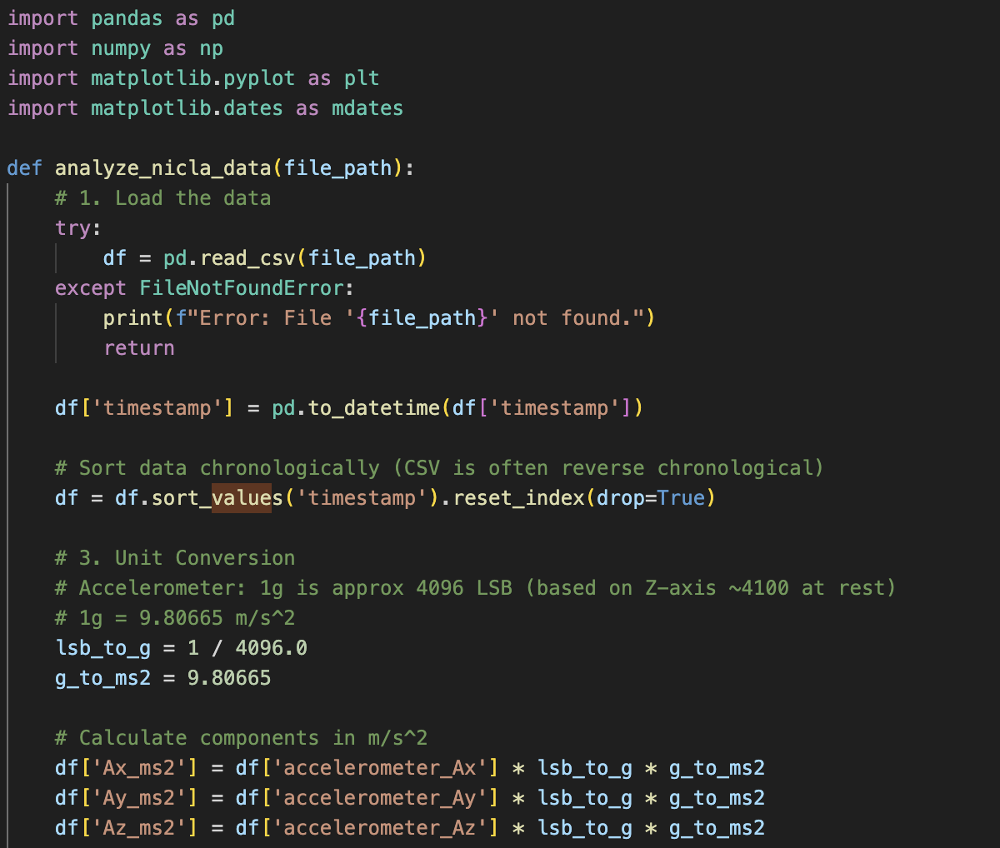 import pandas as pd
import numpy as np
import matplotlib.pyplot as plt
import matplotlib.dates as mdates

def analyze_nicla_data(file_path):
    # 1. Load the data
    try:
        df = pd.read_csv(file_path)
    except FileNotFoundError:
        print(f"Error: File '{file_path}' not found.")
        return

    df['timestamp'] = pd.to_datetime(df['timestamp'])

    # Sort data chronologically (CSV is often reverse chronological)
    df = df.sort_values('timestamp').reset_index(drop=True)

    # 3. Unit Conversion
    # Accelerometer: 1g is approx 4096 LSB (based on Z-axis ~4100 at rest)
    # 1g = 9.80665 m/s^2
    lsb_to_g = 1 / 4096.0
    g_to_ms2 = 9.80665

    # Calculate components in m/s^2
    df['Ax_ms2'] = df['accelerometer_Ax'] * lsb_to_g * g_to_ms2
    df['Ay_ms2'] = df['accelerometer_Ay'] * lsb_to_g * g_to_ms2
    df['Az_ms2'] = df['accelerometer_Az'] * lsb_to_g * g_to_ms2